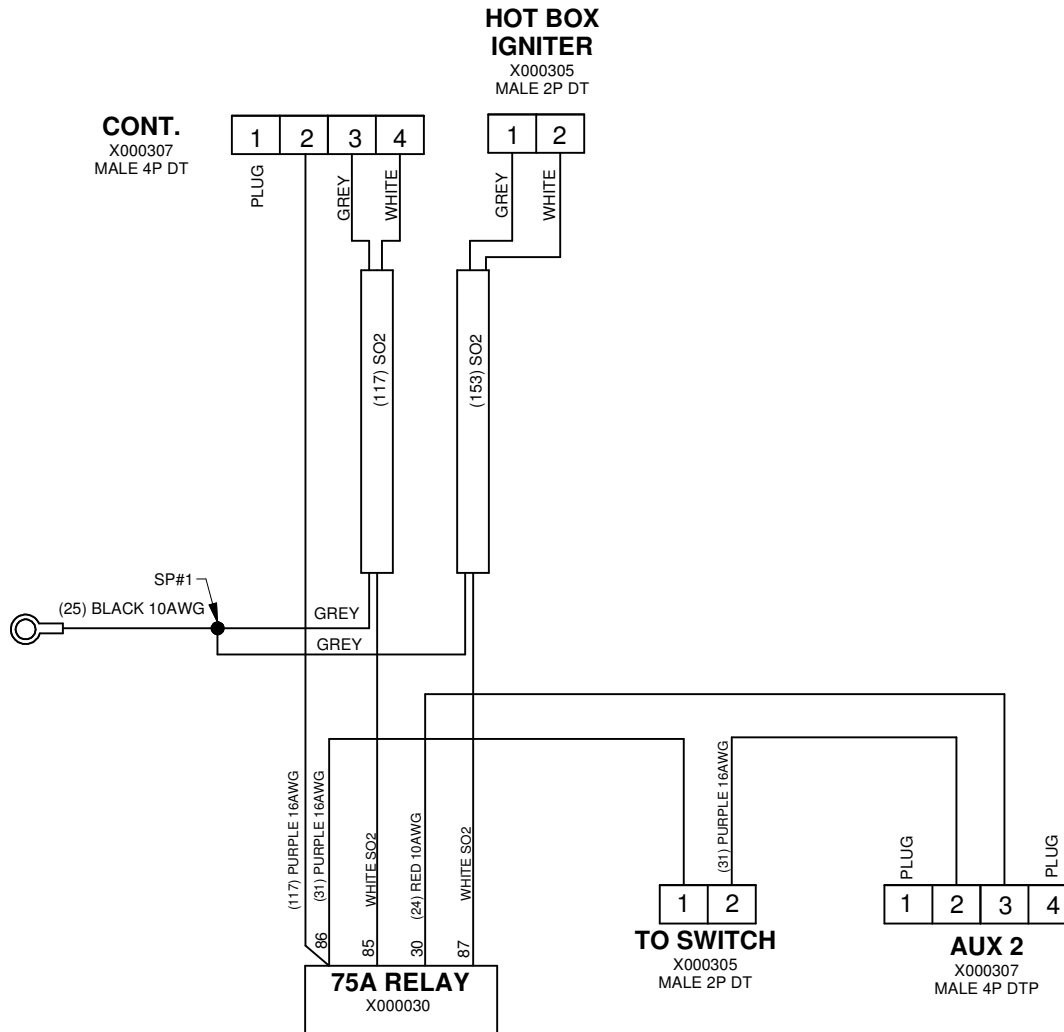 HOT BOX
IGNITER
X000305
MALE 2P DT
1 2
CONT.
X000307
MALE 4P DT
1 2 3 4
PLUG
GREY
WHITE
GREY
WHITE
(117) SO2
(153) SO2
SP#1
(25) BLACK 10AWG
GREY
GREY
(117) PURPLE 16AWG
(31) PURPLE 16AWG
WHITE SO2
(24) RED 10AWG
WHITE SO2
86
85
30
87
75A RELAY
X000030
(31) PURPLE 16AWG
1 2
TO SWITCH
X000305
MALE 2P DT
PLUG
PLUG
1 2 3 4
AUX 2
X000307
MALE 4P DTP